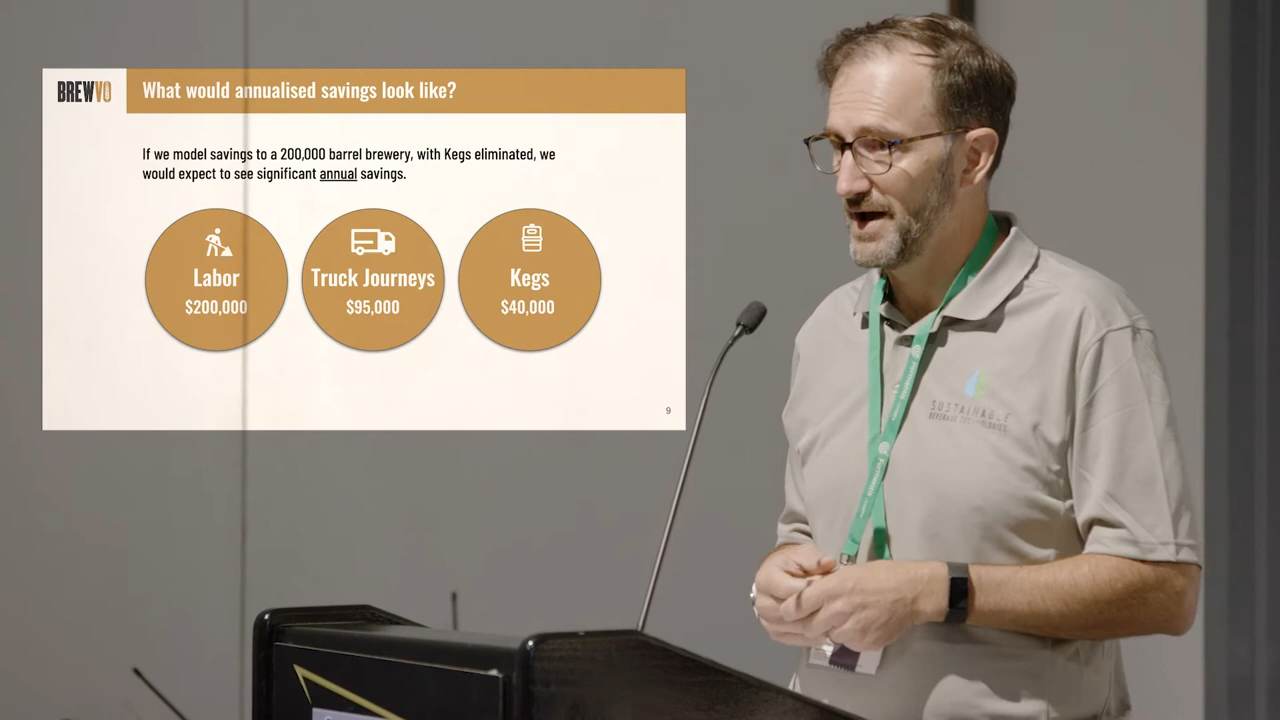 BREWVO
What would annualised savings look like?
If we model savings to a 200,000 barrel brewery, with Kegs eliminated, we
would expect to see significant annual savings.
Labor
$200,000
Truck Journeys
$95,000
Kegs
$40,000
9
SUSTAINABLE
BEVERAGE TECHNOLOGIES